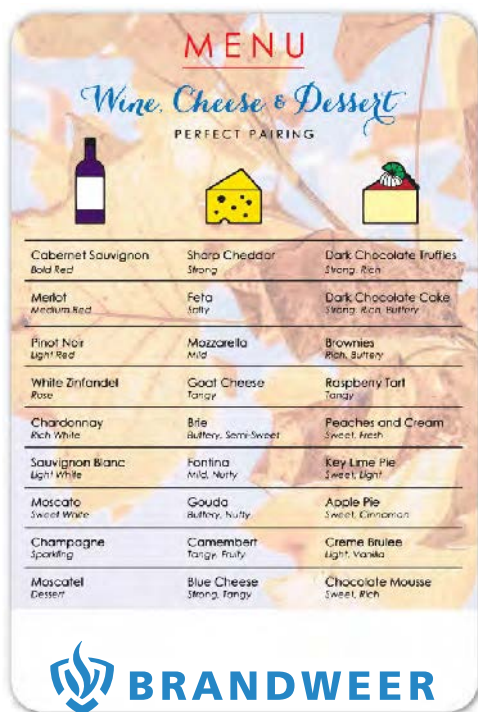 MENU
Wine, Cheese & Dessert
PERFECT PAIRING
Cabernet Sauvignon Sharp Cheddar Dark Chocolate Truffles
Bold Red Strong Strong, Rich
Merlot Feta Dark Chocolate Cake
Medium Red Salty Strong, Rich, Buttery
Pinot Noir Mozzarella Brownies
Light Red Mild Rich, Buttery
White Zinfandel Goat Cheese Raspberry Tart
Rose Tangy Tangy
Chardonnay Brie Peaches and Cream
Rich White Buttery, Semi-Sweet Sweet, Fresh
Sauvignon Blanc Fontina Key Lime Pie
Light White Mild, Nutty Sweet, Light
Moscato Gouda Apple Pie
Sweet White Buttery, Nutty Sweet, Cinnamon
Champagne Camembert Creme Brulee
Sparkling Tangy, Fruity Light, Vanilla
Moscatel Blue Cheese Chocolate Mousse
Dessert Strong, Tangy Sweet, Rich
BRANDWEER